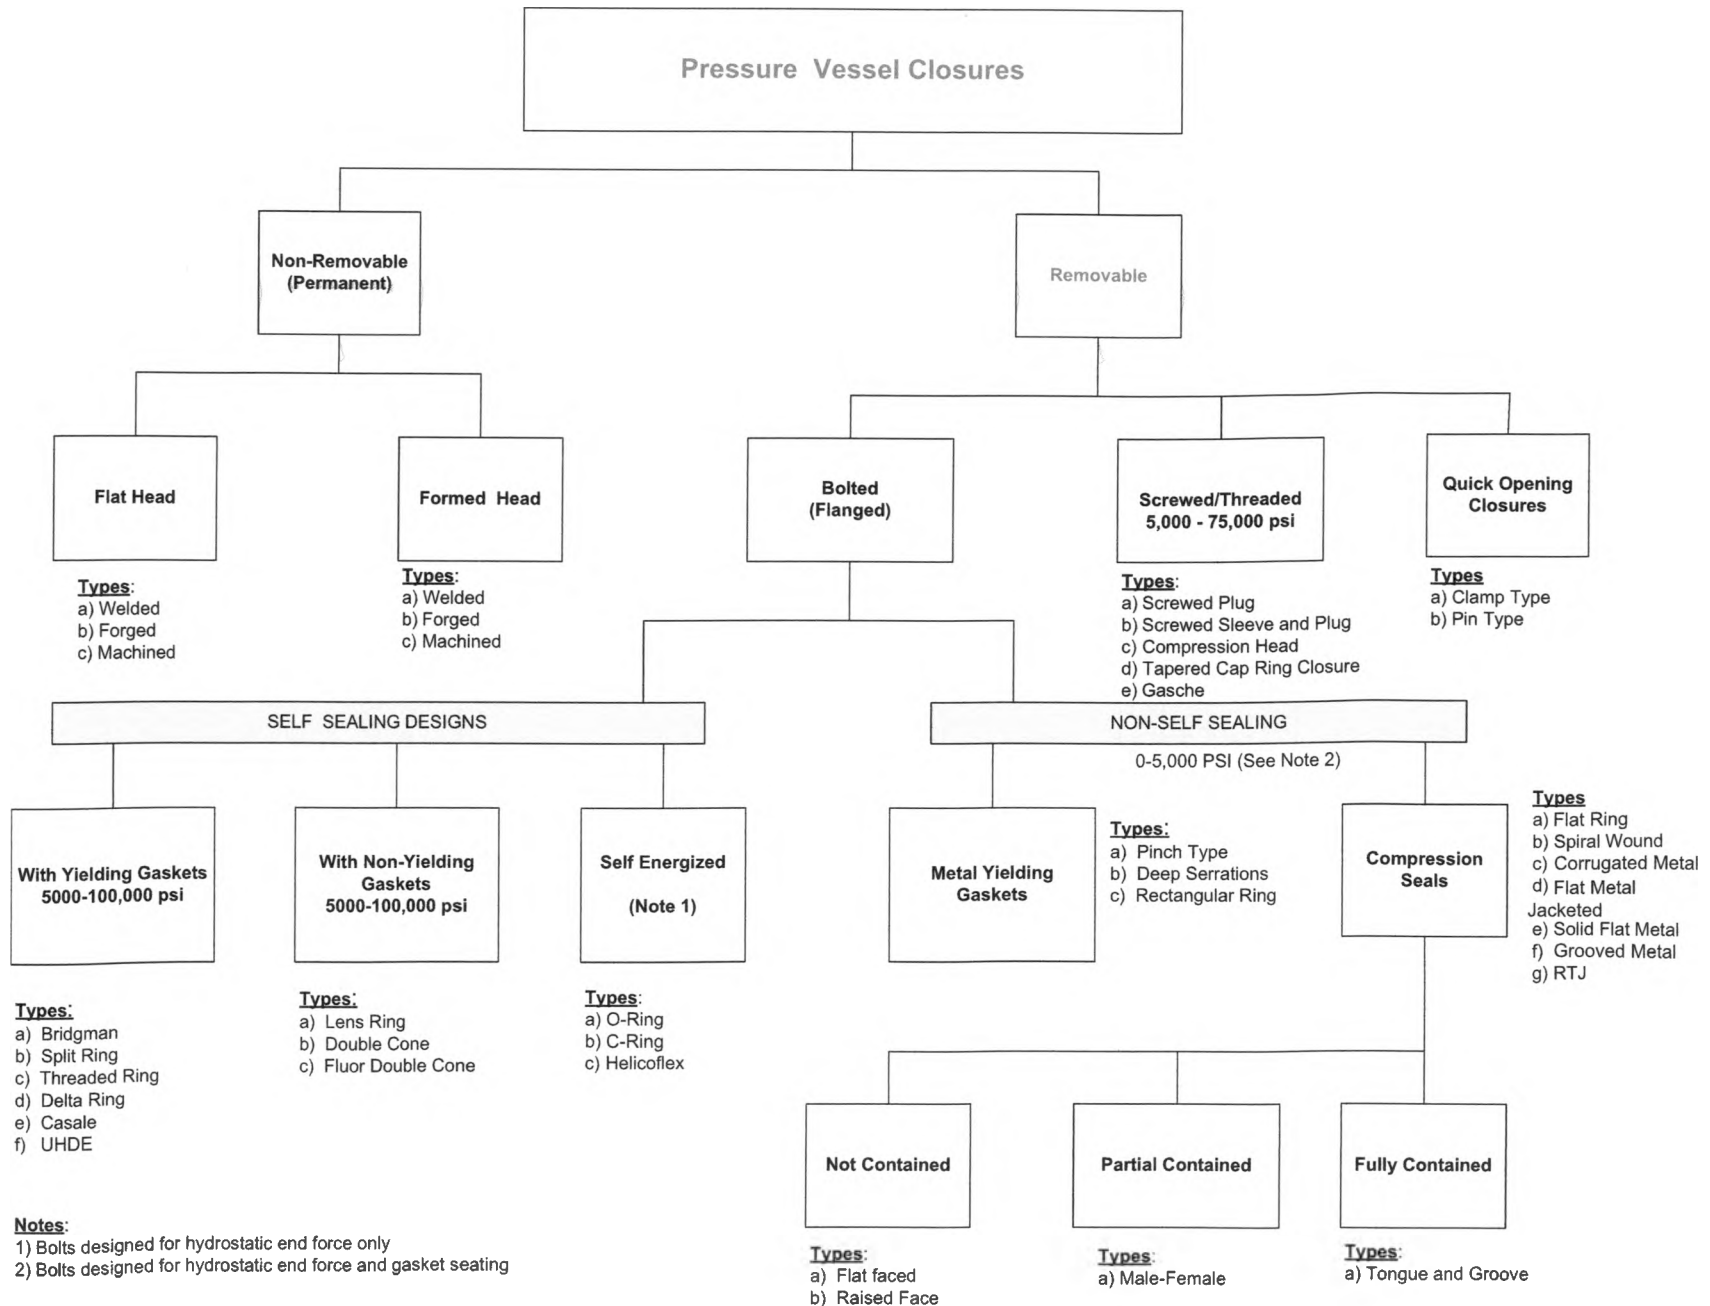 Pressure Vessel Closures
Non-Removable
(Permanent)
Removable
Flat Head
Types:
a) Welded
b) Forged
c) Machined
Formed Head
Types:
a) Welded
b) Forged
c) Machined
Bolted
(Flanged)
Screwed/Threaded
5,000 - 75,000 psi
Types:
a) Screwed Plug
b) Screwed Sleeve and Plug
c) Compression Head
d) Tapered Cap Ring Closure
e) Gasche
Quick Opening
Closures
Types
a) Clamp Type
b) Pin Type
SELF SEALING DESIGNS
NON-SELF SEALING
0-5,000 PSI (See Note 2)
With Yielding Gaskets
5000-100,000 psi
Types:
a) Bridgman
b) Split Ring
c) Threaded Ring
d) Delta Ring
e) Casale
f) UHDE
With Non-Yielding
Gaskets
5000-100,000 psi
Types:
a) Lens Ring
b) Double Cone
c) Fluor Double Cone
Self Energized
(Note 1)
Types:
a) O-Ring
b) C-Ring
c) Helicoflex
Metal Yielding
Gaskets
Types:
a) Pinch Type
b) Deep Serrations
c) Rectangular Ring
Compression
Seals
Types
a) Flat Ring
b) Spiral Wound
c) Corrugated Metal
d) Flat Metal
Jacketed
e) Solid Flat Metal
f) Grooved Metal
g) RTJ
Not Contained
Types:
a) Flat faced
b) Raised Face
Partial Contained
Types:
a) Male-Female
Fully Contained
Types:
a) Tongue and Groove
Notes:
1) Bolts designed for hydrostatic end force only
2) Bolts designed for hydrostatic end force and gasket seating